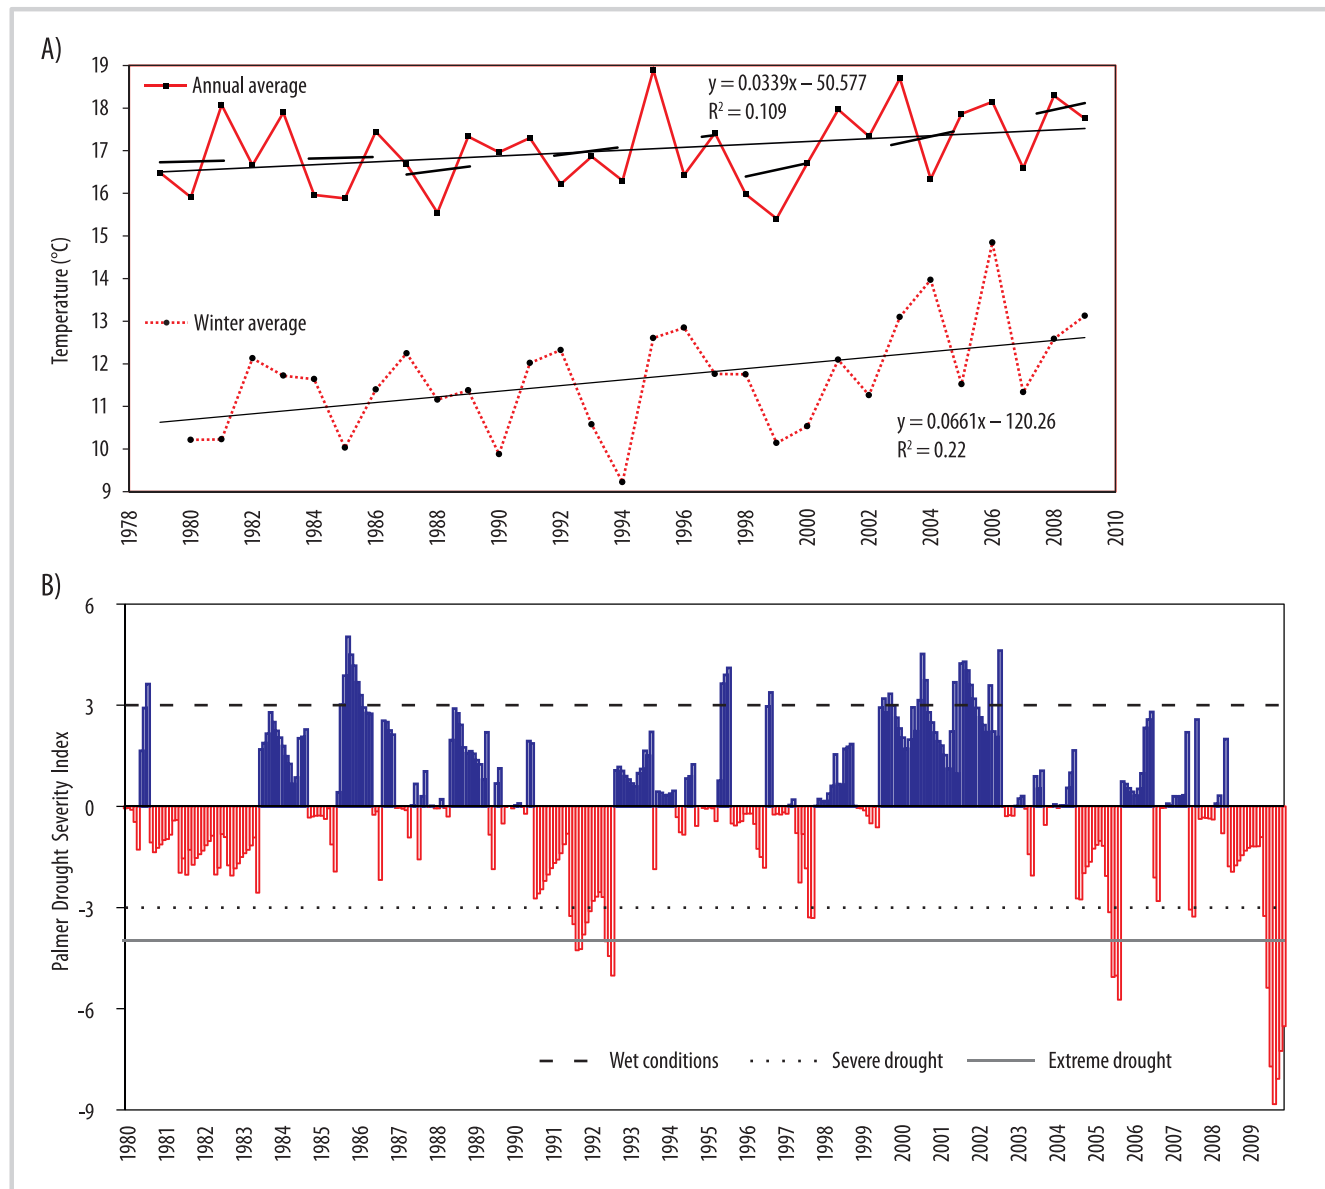 A)
19
18
17
16
15
14
13
12
11
10
9
Temperature (°C)
Annual average
y = 0.0339x – 50.577
R² = 0.109
Winter average
y = 0.0661x – 120.26
R² = 0.22
1978 1980 1982 1984 1986 1988 1990 1992 1994 1996 1998 2000 2002 2004 2006 2008 2010
B)
6
3
0
-3
-6
-9
Palmer Drought Severity Index
Wet conditions Severe drought Extreme drought
1980 1981 1982 1983 1984 1985 1986 1987 1988 1989 1990 1991 1992 1993 1994 1995 1996 1997 1998 1999 2000 2001 2002 2003 2004 2005 2006 2007 2008 2009